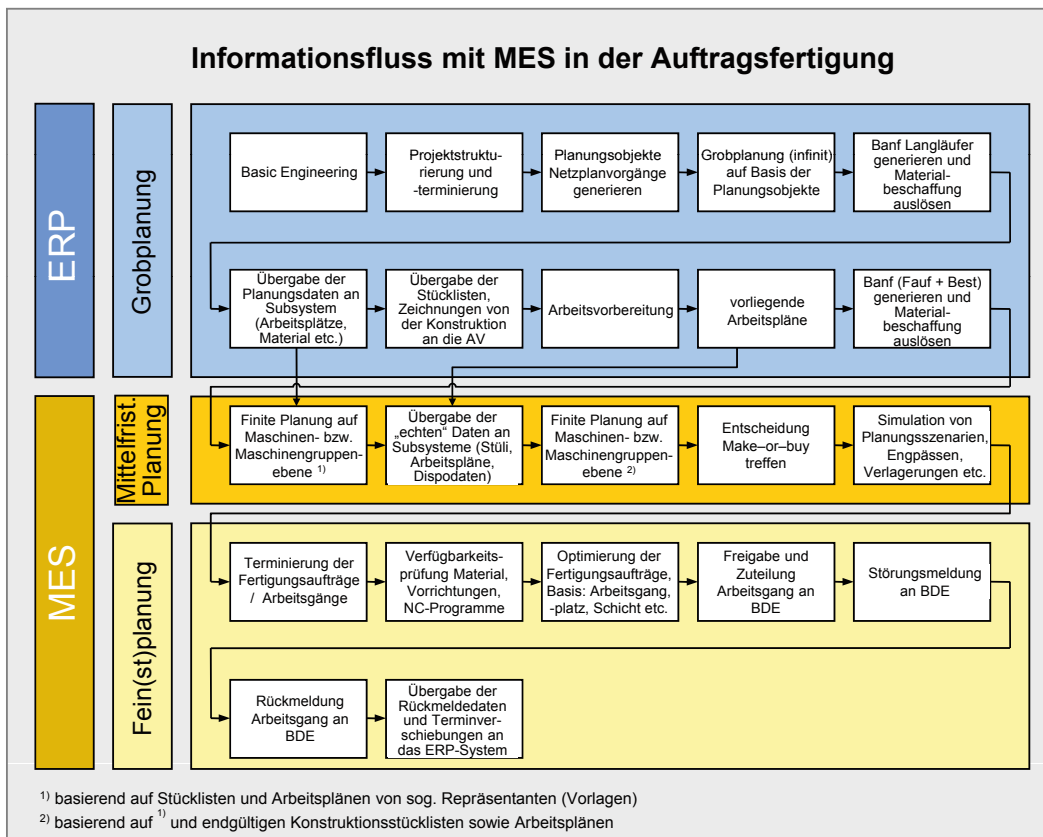 Informationsfluss mit MES in der Auftragsfertigung
ERP
Grobplanung
Basic Engineering
Projektstruktu-
rierung und
-terminierung
Planungsobjekte
Netzplanvorgänge
generieren
Grobplanung (infinit)
auf Basis der
Planungsobjekte
Banf Langläufer
generieren und
Material-
beschaffung
auslösen
Übergabe der
Planungsdaten an
Subsystem
(Arbeitsplätze,
Material etc.)
Übergabe der
Stücklisten,
Zeichnungen von
der Konstruktion
an die AV
Arbeitsvorbereitung
vorliegende
Arbeitspläne
Banf (Fauf + Best)
generieren und
Material-
beschaffung
auslösen
MES
Mittelfrist.
Planung
Finite Planung auf
Maschinen- bzw.
Maschinengruppen-
ebene 1)
Übergabe der
„echten“ Daten an
Subsysteme (Stüli,
Arbeitspläne,
Dispodaten)
Finite Planung auf
Maschinen- bzw.
Maschinengruppen-
ebene 2)
Entscheidung
Make–or–buy
treffen
Simulation von
Planungsszenarien,
Engpässen,
Verlagerungen etc.
Fein(st)planung
Terminierung der
Fertigungsaufträge
/ Arbeitsgänge
Verfügbarkeits-
prüfung Material,
Vorrichtungen,
NC-Programme
Optimierung der
Fertigungsaufträge,
Basis: Arbeitsgang,
-platz, Schicht etc.
Freigabe und
Zuteilung
Arbeitsgang an
BDE
Störungsmeldung
an BDE
Rückmeldung
Arbeitsgang an
BDE
Übergabe der
Rückmeldedaten
und Terminver-
schiebungen an
das ERP-System
1) basierend auf Stücklisten und Arbeitsplänen von sog. Repräsentanten (Vorlagen)
2) basierend auf 1) und endgültigen Konstruktionsstücklisten sowie Arbeitsplänen